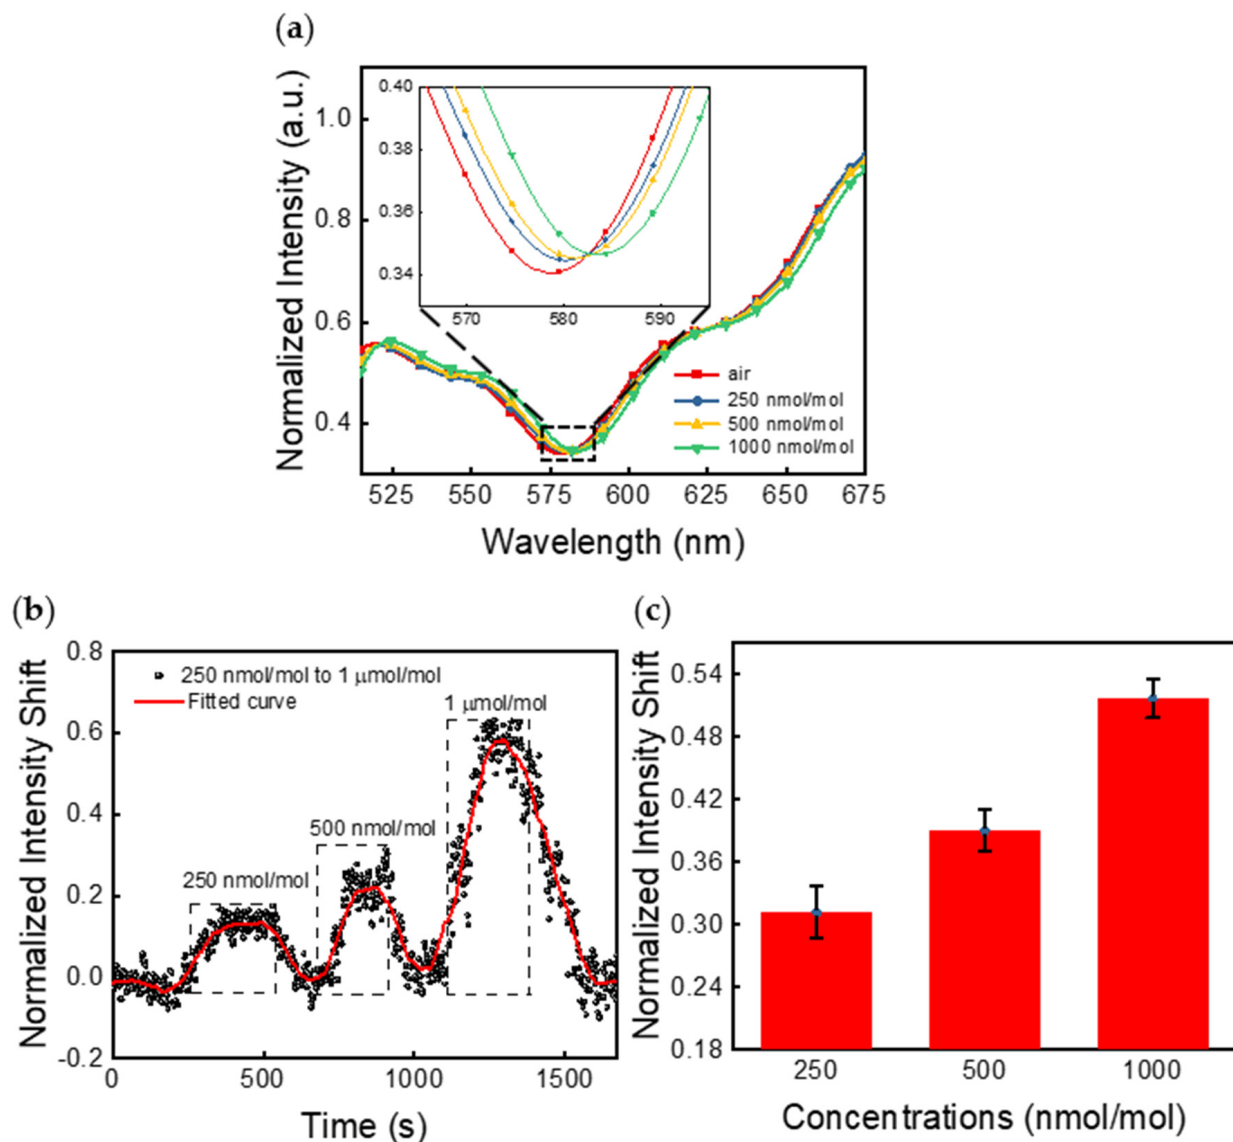 (a)
Normalized Intensity (a.u.)
1.0
0.8
0.6
0.4
0.40
0.38
0.36
0.34
570 580 590
air
250 nmol/mol
500 nmol/mol
1000 nmol/mol
525 550 575 600 625 650 675
Wavelength (nm)
(b)
Normalized Intensity Shift
0.8
0.6
0.4
0.2
0.0
-0.2
250 nmol/mol to 1 μmol/mol
Fitted curve
1 μmol/mol
500 nmol/mol
250 nmol/mol
0 500 1000 1500
Time (s)
(c)
Normalized Intensity Shift
0.54
0.48
0.42
0.36
0.30
0.24
0.18
250 500 1000
Concentrations (nmol/mol)